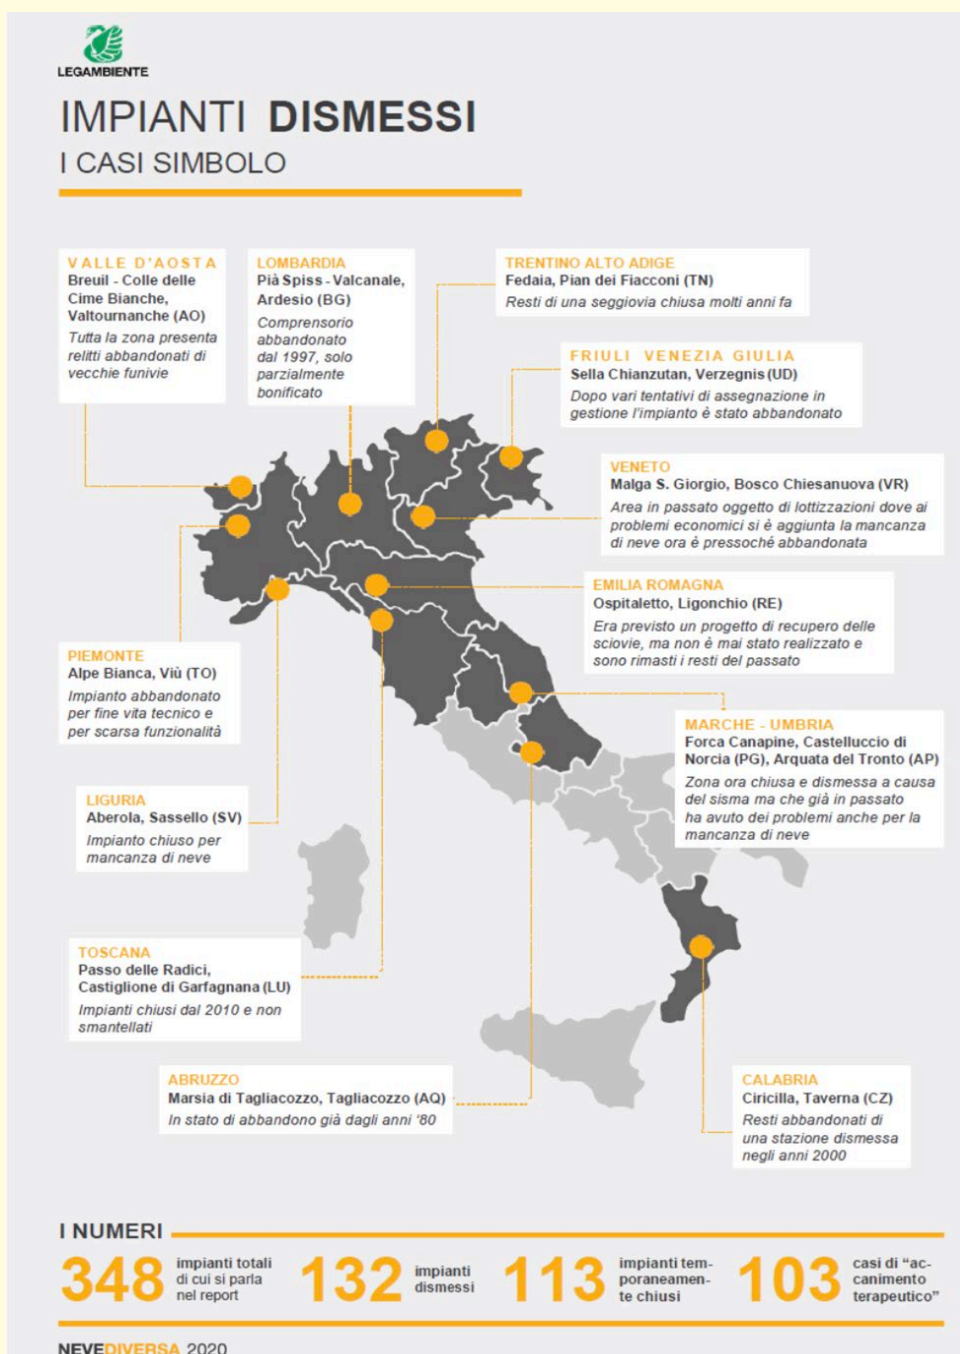 LEGAMBIENTE
IMPIANTI DISMESSI
I CASI SIMBOLO
VALLE D'AOSTA
Breuil - Colle delle
Cime Bianche,
Valtournanche (AO)
Tutta la zona presenta
relitti abbandonati di
vecchie funivie
LOMBARDIA
Pià Spiss - Valcanale,
Ardesio (BG)
Comprensorio
abbandonato
dal 1997, solo
parzialmente
bonificato
TRENTINO ALTO ADIGE
Fedaia, Pian dei Fiacconi (TN)
Resti di una seggiovia chiusa molti anni fa
FRIULI VENEZIA GIULIA
Sella Chianzutan, Verzegnis (UD)
Dopo vari tentativi di assegnazione in
gestione l'impianto è stato abbandonato
VENETO
Malga S. Giorgio, Bosco Chiesanuova (VR)
Area in passato oggetto di lottizzazioni dove ai
problemi economici si è aggiunta la mancanza
di neve ora è pressoché abbandonata
EMILIA ROMAGNA
Ospitaletto, Ligonchio (RE)
Era previsto un progetto di recupero delle
sciovie, ma non è mai stato realizzato e
sono rimasti i resti del passato
PIEMONTE
Alpe Bianca, Viù (TO)
Impianto abbandonato
per fine vita tecnico e
per scarsa funzionalità
MARCHE - UMBRIA
Forca Canapine, Castelluccio di
Norcia (PG), Arquata del Tronto (AP)
Zona ora chiusa e dismessa a causa
del sisma ma che già in passato
ha avuto dei problemi anche per la
mancanza di neve
LIGURIA
Aberola, Sassello (SV)
Impianto chiuso per
mancanza di neve
TOSCANA
Passo delle Radici,
Castiglione di Garfagnana (LU)
Impianti chiusi dal 2010 e non
smantellati
ABRUZZO
Marsia di Tagliacozzo, Tagliacozzo (AQ)
In stato di abbandono già dagli anni '80
CALABRIA
Ciricilla, Taverna (CZ)
Resti abbandonati di
una stazione dismessa
negli anni 2000
I NUMERI
348
impianti totali
di cui si parla
nel report
132
impianti
dismessi
113
impianti tem-
poraneamen-
te chiusi
103
casi di "ac-
canimento
terapeutico"
NEVEDIVERSA 2020